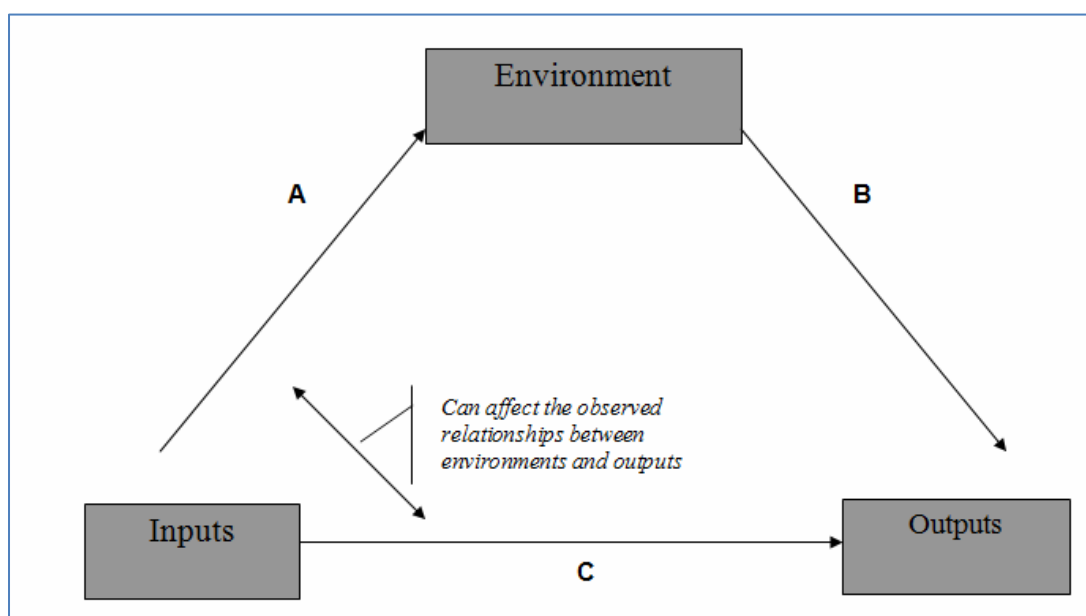 Environment
A
B
Can affect the observed
relationships between
environments and outputs
Inputs
Outputs
C